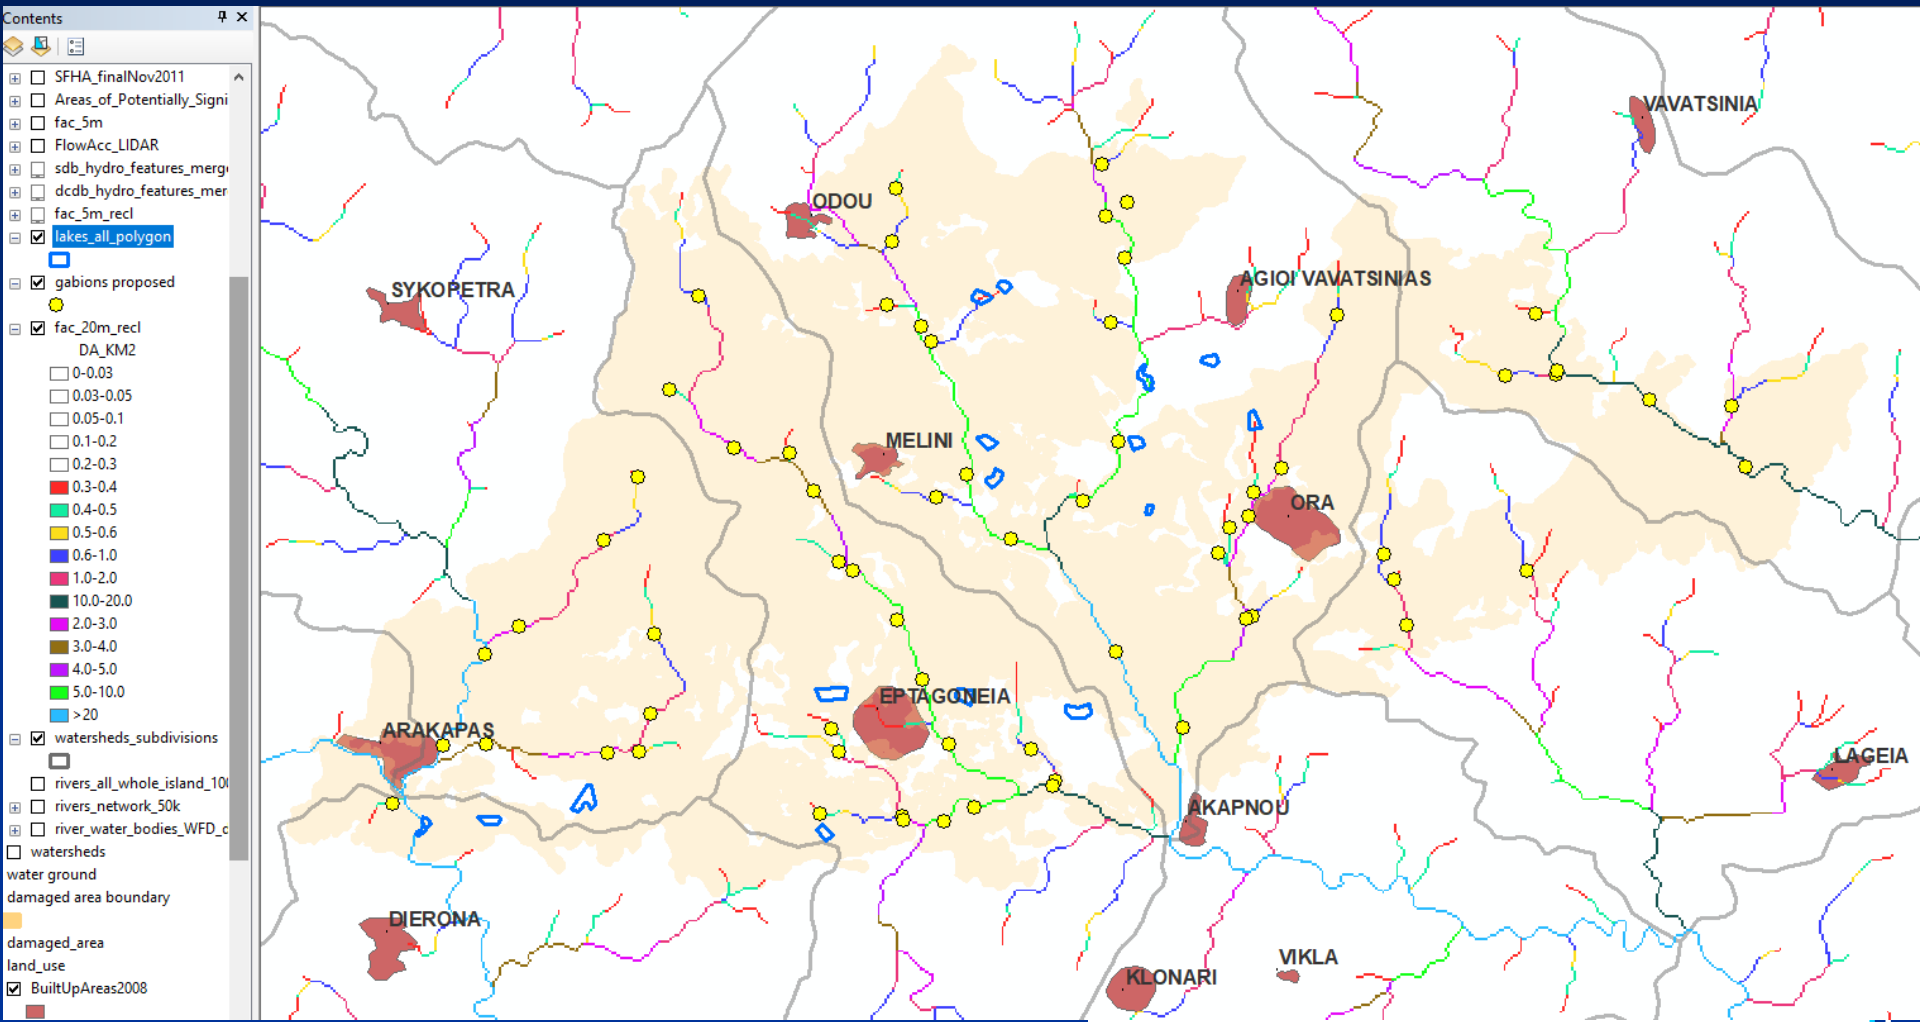 Contents
SFHA_finalNov2011
Areas_of_Potentially_Signi
fac_5m
FlowAcc_LIDAR
sdb_hydro_features_merg
dcdb_hydro_features_mer
fac_5m_recl
lakes_all_polygon
gabions proposed
fac_20m_recl
DA_KM2
0-0.03
0.03-0.05
0.05-0.1
0.1-0.2
0.2-0.3
0.3-0.4
0.4-0.5
0.5-0.6
0.6-1.0
1.0-2.0
10.0-20.0
2.0-3.0
3.0-4.0
4.0-5.0
5.0-10.0
>20
watersheds_subdivisions
rivers_all_whole_island_10
rivers_network_50k
river_water_bodies_WFD_c
watersheds
water ground
damaged area boundary
damaged_area
land_use
BuiltUpAreas2008
VAVATSINIA
ODOU
AGIOI VAVATSINIAS
SYKOPETRA
MELINI
ORA
EPTAGONEIA
ARAKAPAS
LAGEIA
AKAPNOU
DIERONA
VIKLA
KLONARI